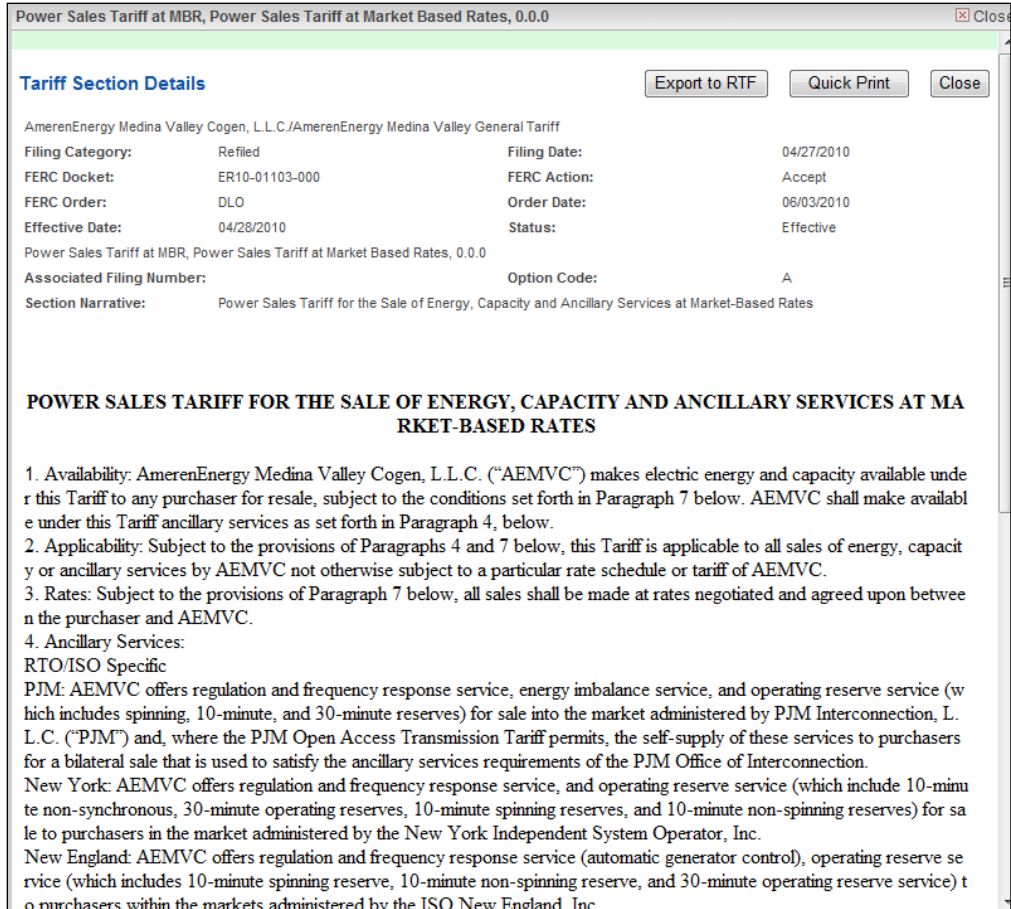 Power Sales Tariff at MBR, Power Sales Tariff at Market Based Rates, 0.0.0 Close
Tariff Section Details Export to RTF Quick Print Close
AmerenEnergy Medina Valley Cogen, L.L.C./AmerenEnergy Medina Valley General Tariff
Filing Category: Refiled Filing Date: 04/27/2010
FERC Docket: ER10-01103-000 FERC Action: Accept
FERC Order: DLO Order Date: 06/03/2010
Effective Date: 04/28/2010 Status: Effective
Power Sales Tariff at MBR, Power Sales Tariff at Market Based Rates, 0.0.0
Associated Filing Number: Option Code: A
Section Narrative: Power Sales Tariff for the Sale of Energy, Capacity and Ancillary Services at Market-Based Rates
POWER SALES TARIFF FOR THE SALE OF ENERGY, CAPACITY AND ANCILLARY SERVICES AT MA
RKET-BASED RATES
1. Availability: AmerenEnergy Medina Valley Cogen, L.L.C. (“AEMVC”) makes electric energy and capacity available unde
r this Tariff to any purchaser for resale, subject to the conditions set forth in Paragraph 7 below. AEMVC shall make availabl
e under this Tariff ancillary services as set forth in Paragraph 4, below.
2. Applicability: Subject to the provisions of Paragraphs 4 and 7 below, this Tariff is applicable to all sales of energy, capacit
y or ancillary services by AEMVC not otherwise subject to a particular rate schedule or tariff of AEMVC.
3. Rates: Subject to the provisions of Paragraph 7 below, all sales shall be made at rates negotiated and agreed upon betwee
n the purchaser and AEMVC.
4. Ancillary Services:
RTO/ISO Specific
PJM: AEMVC offers regulation and frequency response service, energy imbalance service, and operating reserve service (w
hich includes spinning, 10-minute, and 30-minute reserves) for sale into the market administered by PJM Interconnection, L.
L.C. (“PJM”) and, where the PJM Open Access Transmission Tariff permits, the self-supply of these services to purchasers
for a bilateral sale that is used to satisfy the ancillary services requirements of the PJM Office of Interconnection.
New York: AEMVC offers regulation and frequency response service, and operating reserve service (which include 10-minu
te non-synchronous, 30-minute operating reserves, 10-minute spinning reserves, and 10-minute non-spinning reserves) for sa
le to purchasers in the market administered by the New York Independent System Operator, Inc.
New England: AEMVC offers regulation and frequency response service (automatic generator control), operating reserve se
rvice (which includes 10-minute spinning reserve, 10-minute non-spinning reserve, and 30-minute operating reserve service) t
o purchasers within the markets administered by the ISO New England, Inc.